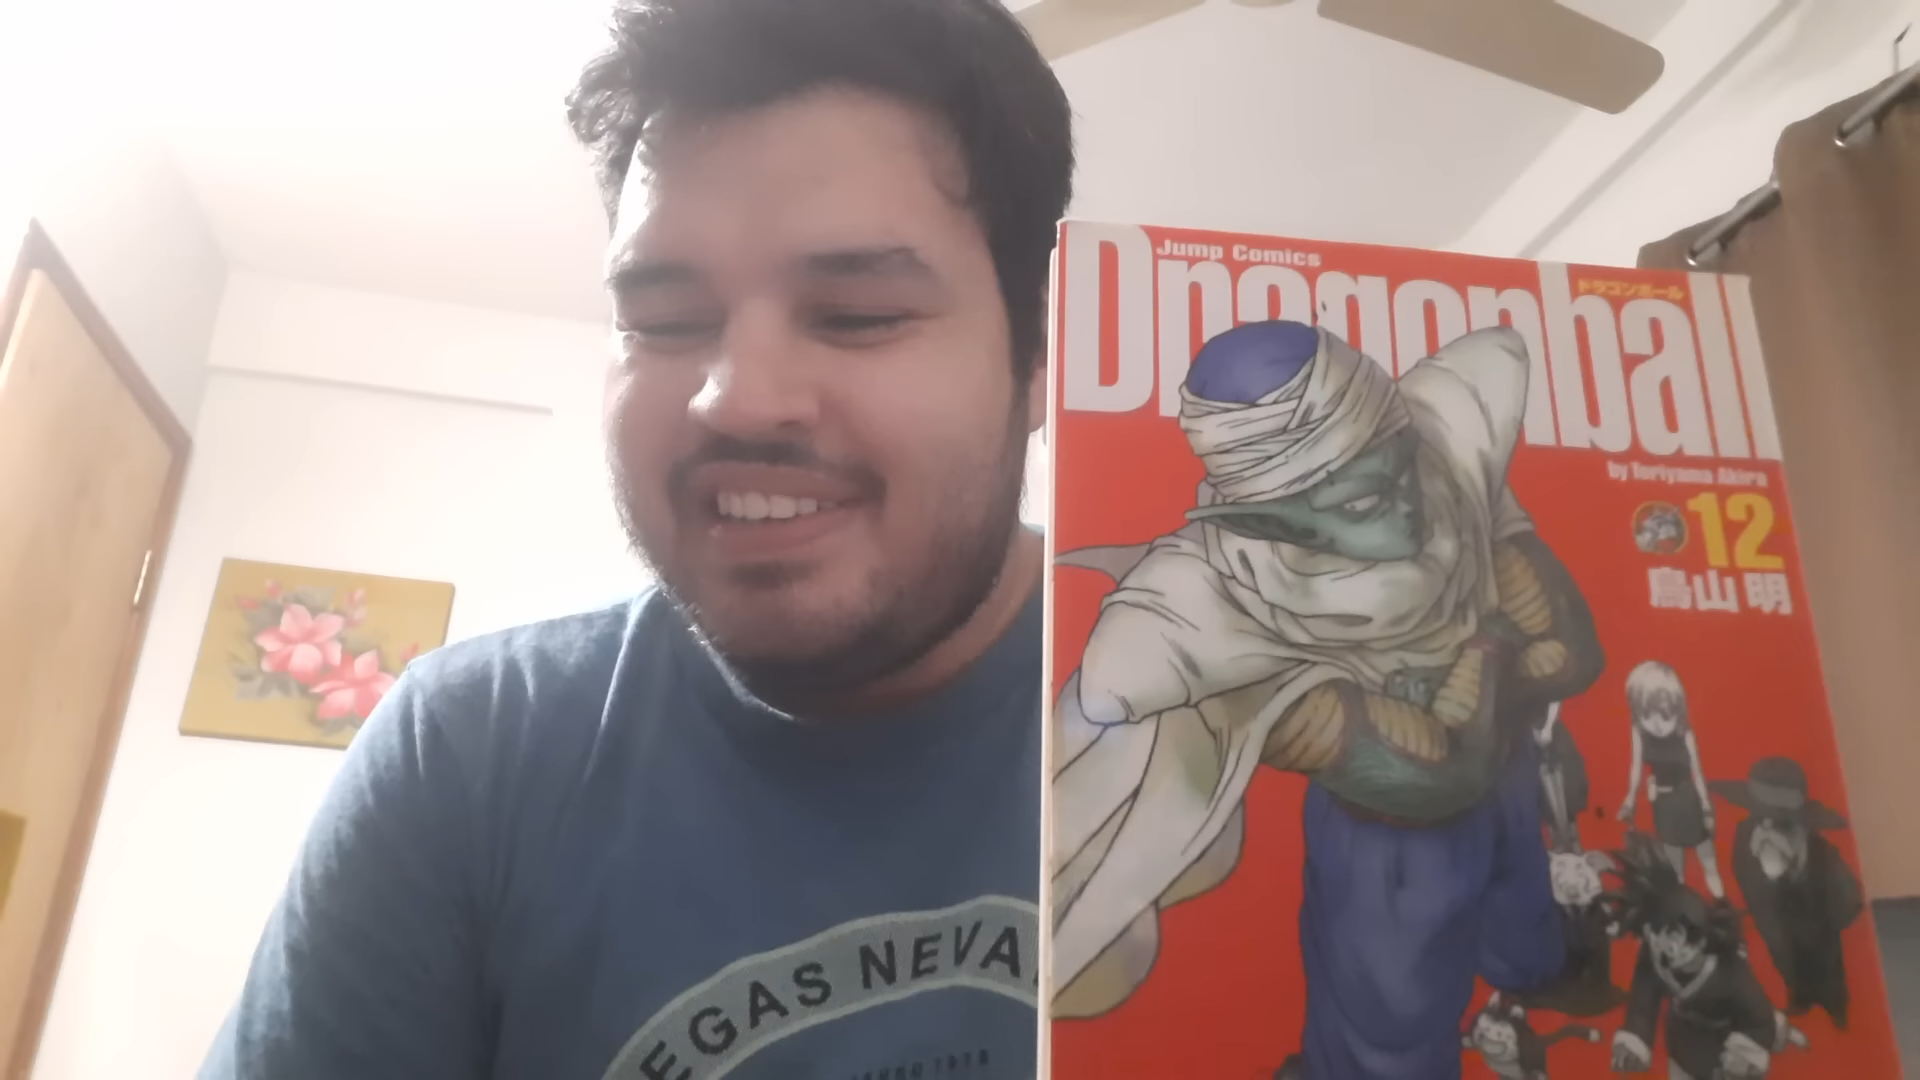 Jump Comics
Dragonball
ドラゴンボール
by Toriyama Akira
12
鳥山 明
EGAS NEVA